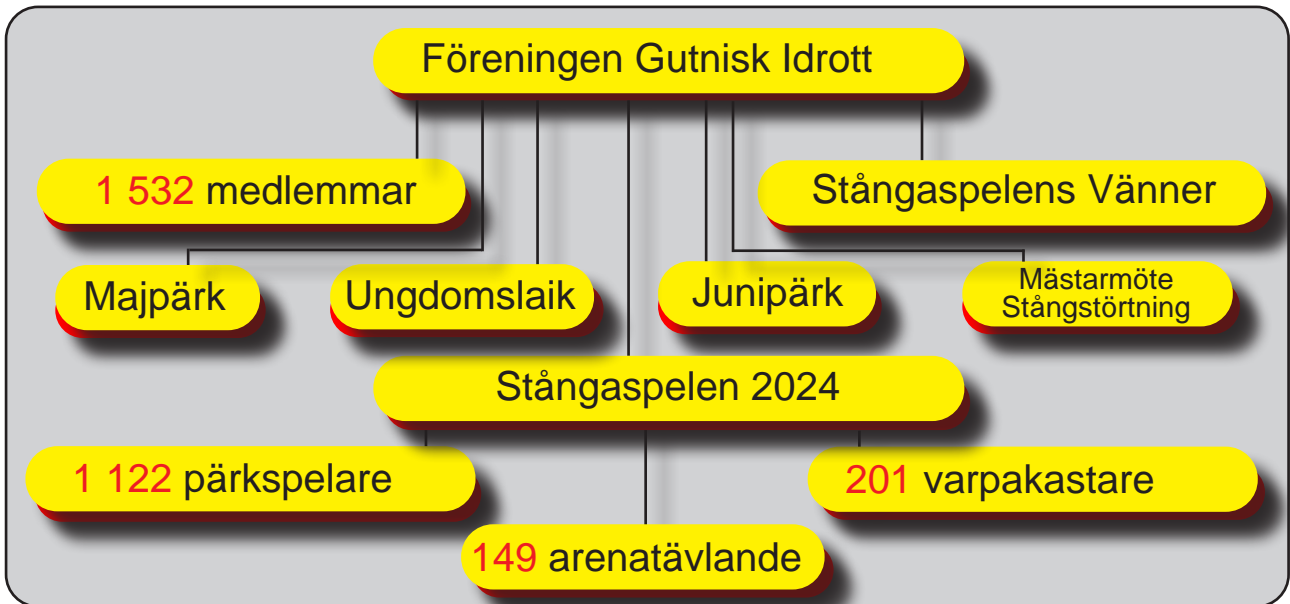 Föreningen Gutnisk Idrott
1 532 medlemmar
Stångaspelens Vänner
Majpärk
Ungdomslaik
Junipärk
Mästarmöte
Stångstörtning
Stångaspelen 2024
1 122 pärkspelare
201 varpakastare
149 arenatävlande